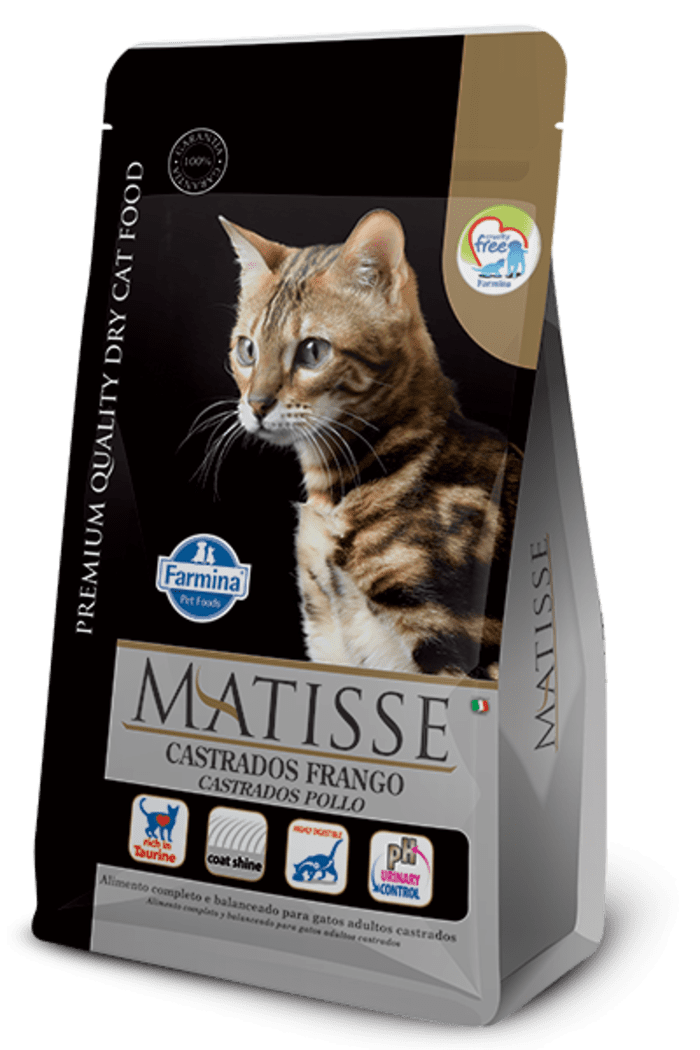 GARANTIA
100%
GARANTIA
PREMIUM QUALITY DRY CAT FOOD
cruelty
free
Farmina
Farmina
Pet Foods
MATISSE
MATISSE
CASTRADOS FRANGO
CASTRADOS POLLO
rich in
Taurine
coat shine
HIGHLY DIGESTIBLE
pH
URINARY
CONTROL
Alimento completo e balanceado para gatos adultos castrados
Alimento completo y balanceado para gatos adultos castrados